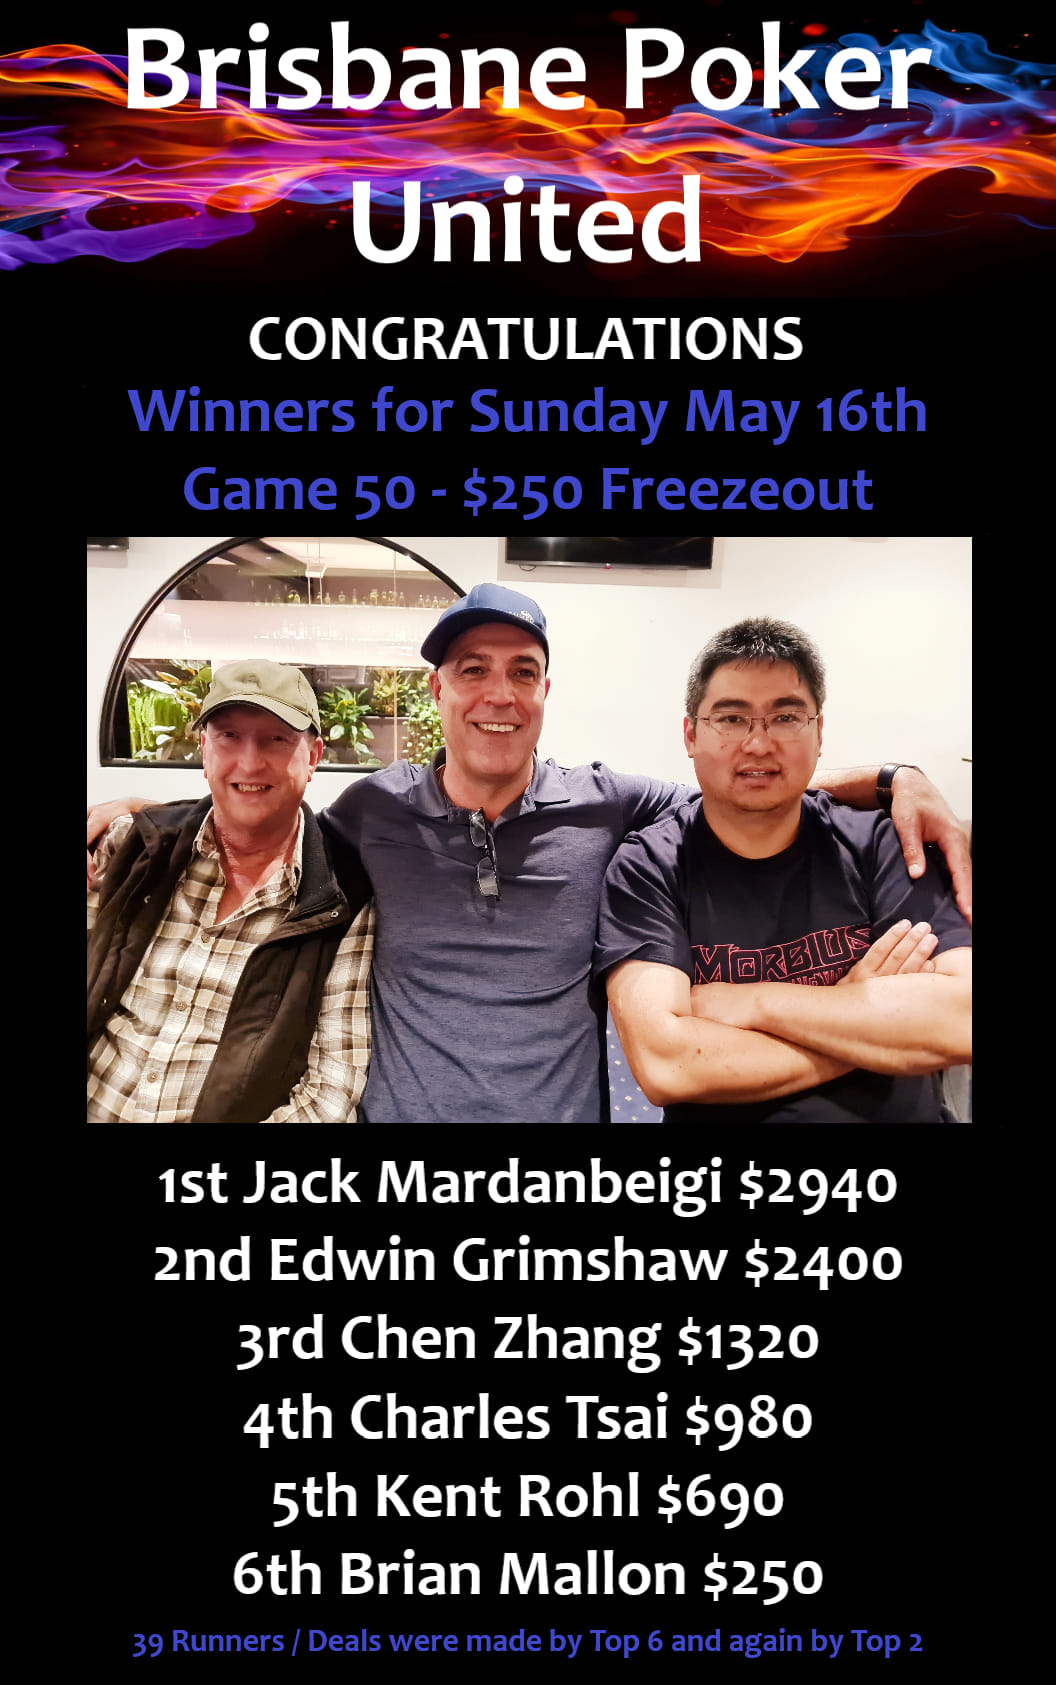 Brisbane Poker
United
CONGRATULATIONS
Winners for Sunday May 16th
Game 50 - $250 Freezeout
MORBIUS
1st Jack Mardanbeigi $2940
2nd Edwin Grimshaw $2400
3rd Chen Zhang $1320
4th Charles Tsai $980
5th Kent Rohl $690
6th Brian Mallon $250
39 Runners / Deals were made by Top 6 and again by Top 2